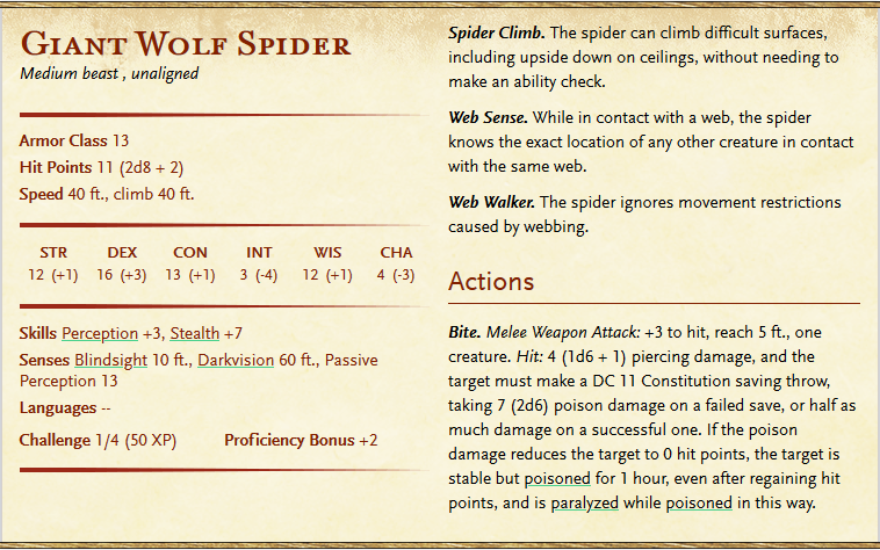 Giant Wolf Spider
Medium beast , unaligned
Armor Class 13
Hit Points 11 (2d8 + 2)
Speed 40 ft., climb 40 ft.
STR DEX CON INT WIS CHA
12 (+1) 16 (+3) 13 (+1) 3 (-4) 12 (+1) 4 (-3)
Skills Perception +3, Stealth +7
Senses Blindsight 10 ft., Darkvision 60 ft., Passive
Perception 13
Languages --
Challenge 1/4 (50 XP) Proficiency Bonus +2
Spider Climb. The spider can climb difficult surfaces,
including upside down on ceilings, without needing to
make an ability check.
Web Sense. While in contact with a web, the spider
knows the exact location of any other creature in contact
with the same web.
Web Walker. The spider ignores movement restrictions
caused by webbing.
Actions
Bite. Melee Weapon Attack: +3 to hit, reach 5 ft., one
creature. Hit: 4 (1d6 + 1) piercing damage, and the
target must make a DC 11 Constitution saving throw,
taking 7 (2d6) poison damage on a failed save, or half as
much damage on a successful one. If the poison
damage reduces the target to 0 hit points, the target is
stable but poisoned for 1 hour, even after regaining hit
points, and is paralyzed while poisoned in this way.